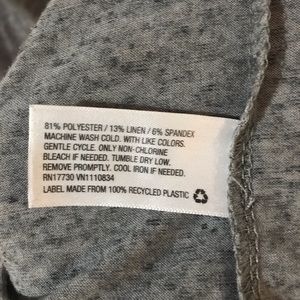 81% POLYESTER / 13% LINEN / 6% SPANDEX
MACHINE WASH COLD. WITH LIKE COLORS.
GENTLE CYCLE. ONLY NON-CHLORINE
BLEACH IF NEEDED. TUMBLE DRY LOW.
REMOVE PROMPTLY. COOL IRON IF NEEDED.
RN17730 VN1110834
LABEL MADE FROM 100% RECYCLED PLASTIC